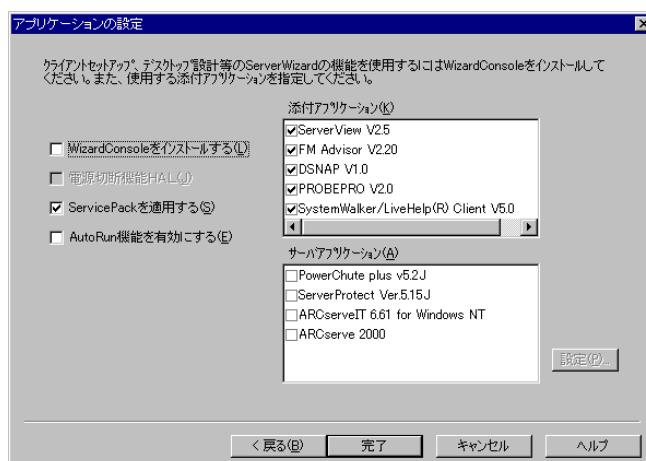 アプリケーションの設定
クライアントセットアップ、デスクトップ設計等のServerWizardの機能を使用するにはWizardConsoleをインストールして
ください。また、使用する添付アプリケーションを指定してください。
添付アプリケーション(K)
WizardConsoleをインストールする(L)
電源切断機能HAL(J)
ServicePackを適用する(S)
AutoRun機能を有効にする(E)
ServerView V2.5
FM Advisor V2.20
DSNAP V1.0
PROBEPRO V2.0
SystemWalker/LiveHelp(R) Client V5.0
サーバアプリケーション(A)
PowerChute plus v5.2J
ServerProtect Ver.5.15J
ARCserveIT 6.61 for Windows NT
ARCserve 2000
設定(P)...
< 戻る(B)
完了
キャンセル
ヘルプ